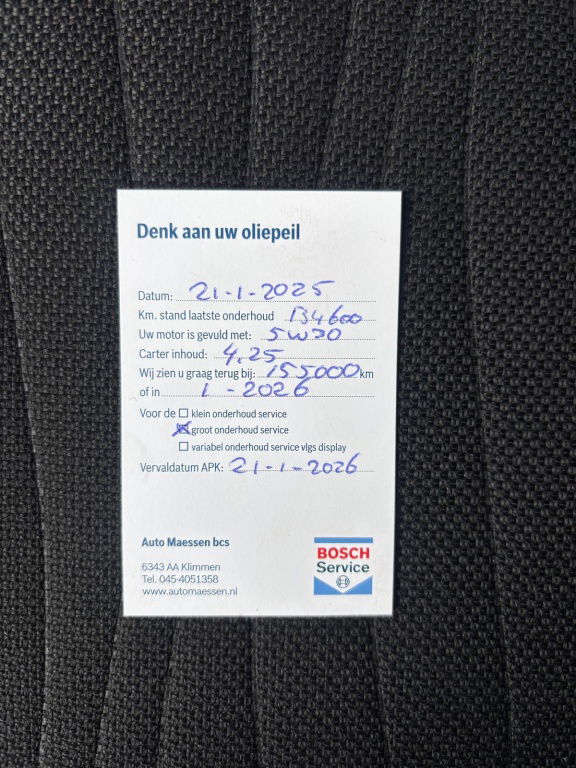 Denk aan uw oliepeil
Datum: 21-1-2025
Km. stand laatste onderhoud 134600
Uw motor is gevuld met: 5W30
Carter inhoud: 4,25
Wij zien u graag terug bij: 155000 km
of in 1-2026
Voor de ☐ klein onderhoud service
☒ groot onderhoud service
☐ variabel onderhoud service vlgs display
Vervaldatum APK: 21-1-2026
Auto Maessen bcs
6343 AA Klimmen
Tel. 045-4051358
www.automaessen.nl
BOSCH
Service